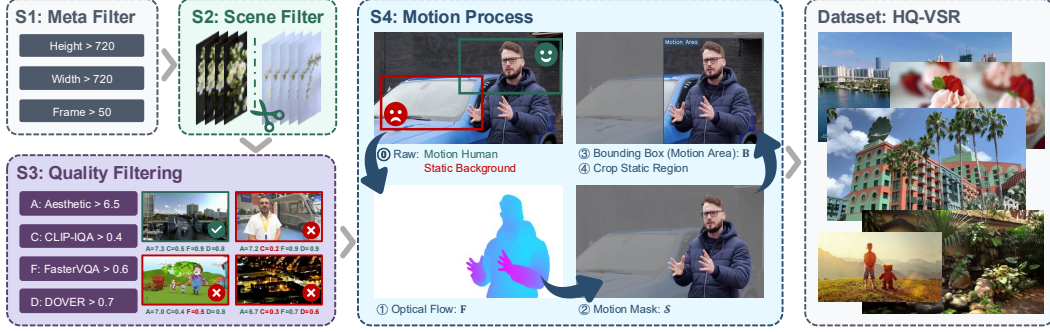 S1: Meta Filter
Height > 720
Width > 720
Frame > 50
S2: Scene Filter
S3: Quality Filtering
A: Aesthetic > 6.5
C: CLIP-IQA > 0.4
F: FasterVQA > 0.6
D: DOVER > 0.7
A=7.3 C=0.5 F=0.9 D=0.8
A=7.2 C=0.2 F=0.9 D=0.9
A=7.0 C=0.4 F=0.5 D=0.8
A=6.7 C=0.3 F=0.7 D=0.6
S4: Motion Process
⓪ Raw: Motion Human
Static Background
Motion Area
③ Bounding Box (Motion Area): B
④ Crop Static Region
① Optical Flow: F
② Motion Mask: S
Dataset: HQ-VSR